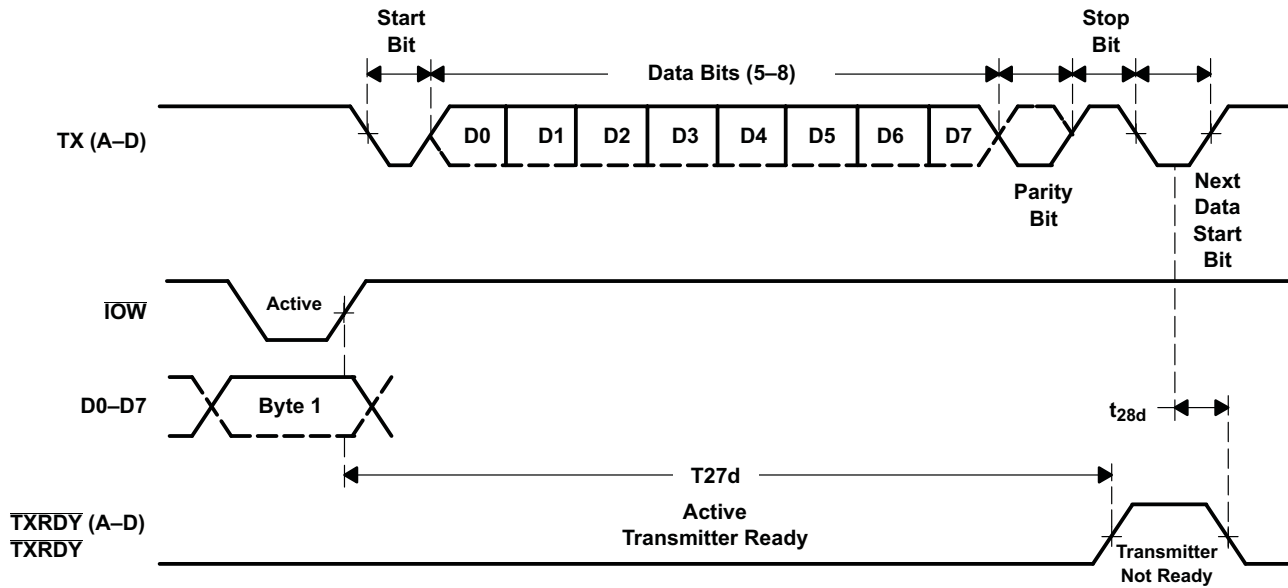 Start
Bit
Data Bits (5–8)
Stop
Bit
TX (A–D)
D0 D1 D2 D3 D4 D5 D6 D7
Parity
Bit
Next
Data
Start
Bit
IOW
Active
D0–D7
Byte 1
t28d
T27d
TXRDY (A–D)
TXRDY
Active
Transmitter Ready
Transmitter
Not Ready